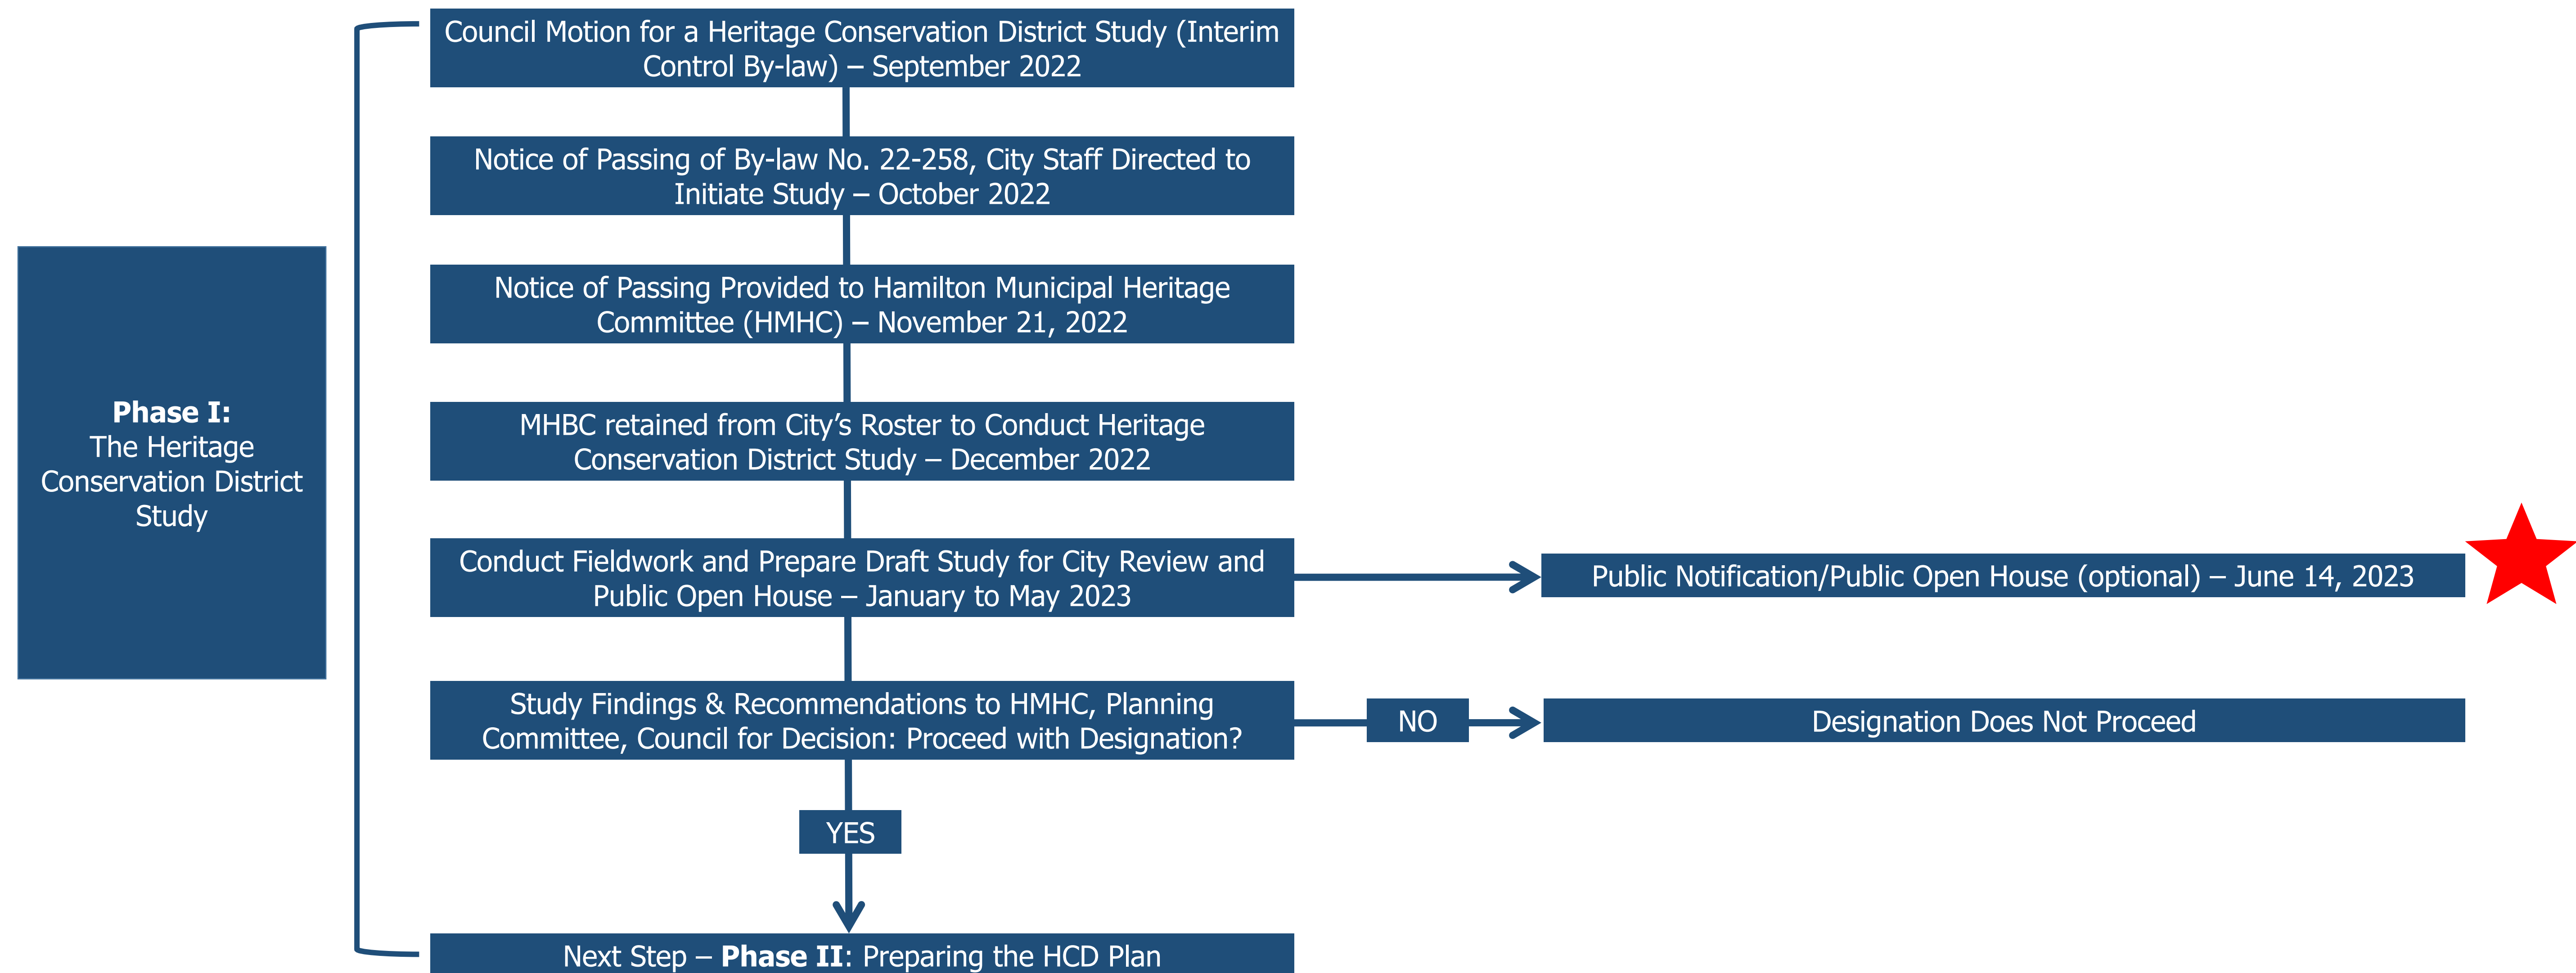 Phase I:
The Heritage
Conservation District
Study
Council Motion for a Heritage Conservation District Study (Interim
Control By-law) – September 2022
Notice of Passing of By-law No. 22-258, City Staff Directed to
Initiate Study – October 2022
Notice of Passing Provided to Hamilton Municipal Heritage
Committee (HMHC) – November 21, 2022
MHBC retained from City’s Roster to Conduct Heritage
Conservation District Study – December 2022
Conduct Fieldwork and Prepare Draft Study for City Review and
Public Open House – January to May 2023
Public Notification/Public Open House (optional) – June 14, 2023
Study Findings & Recommendations to HMHC, Planning
Committee, Council for Decision: Proceed with Designation?
NO
Designation Does Not Proceed
YES
Next Step – Phase II: Preparing the HCD Plan